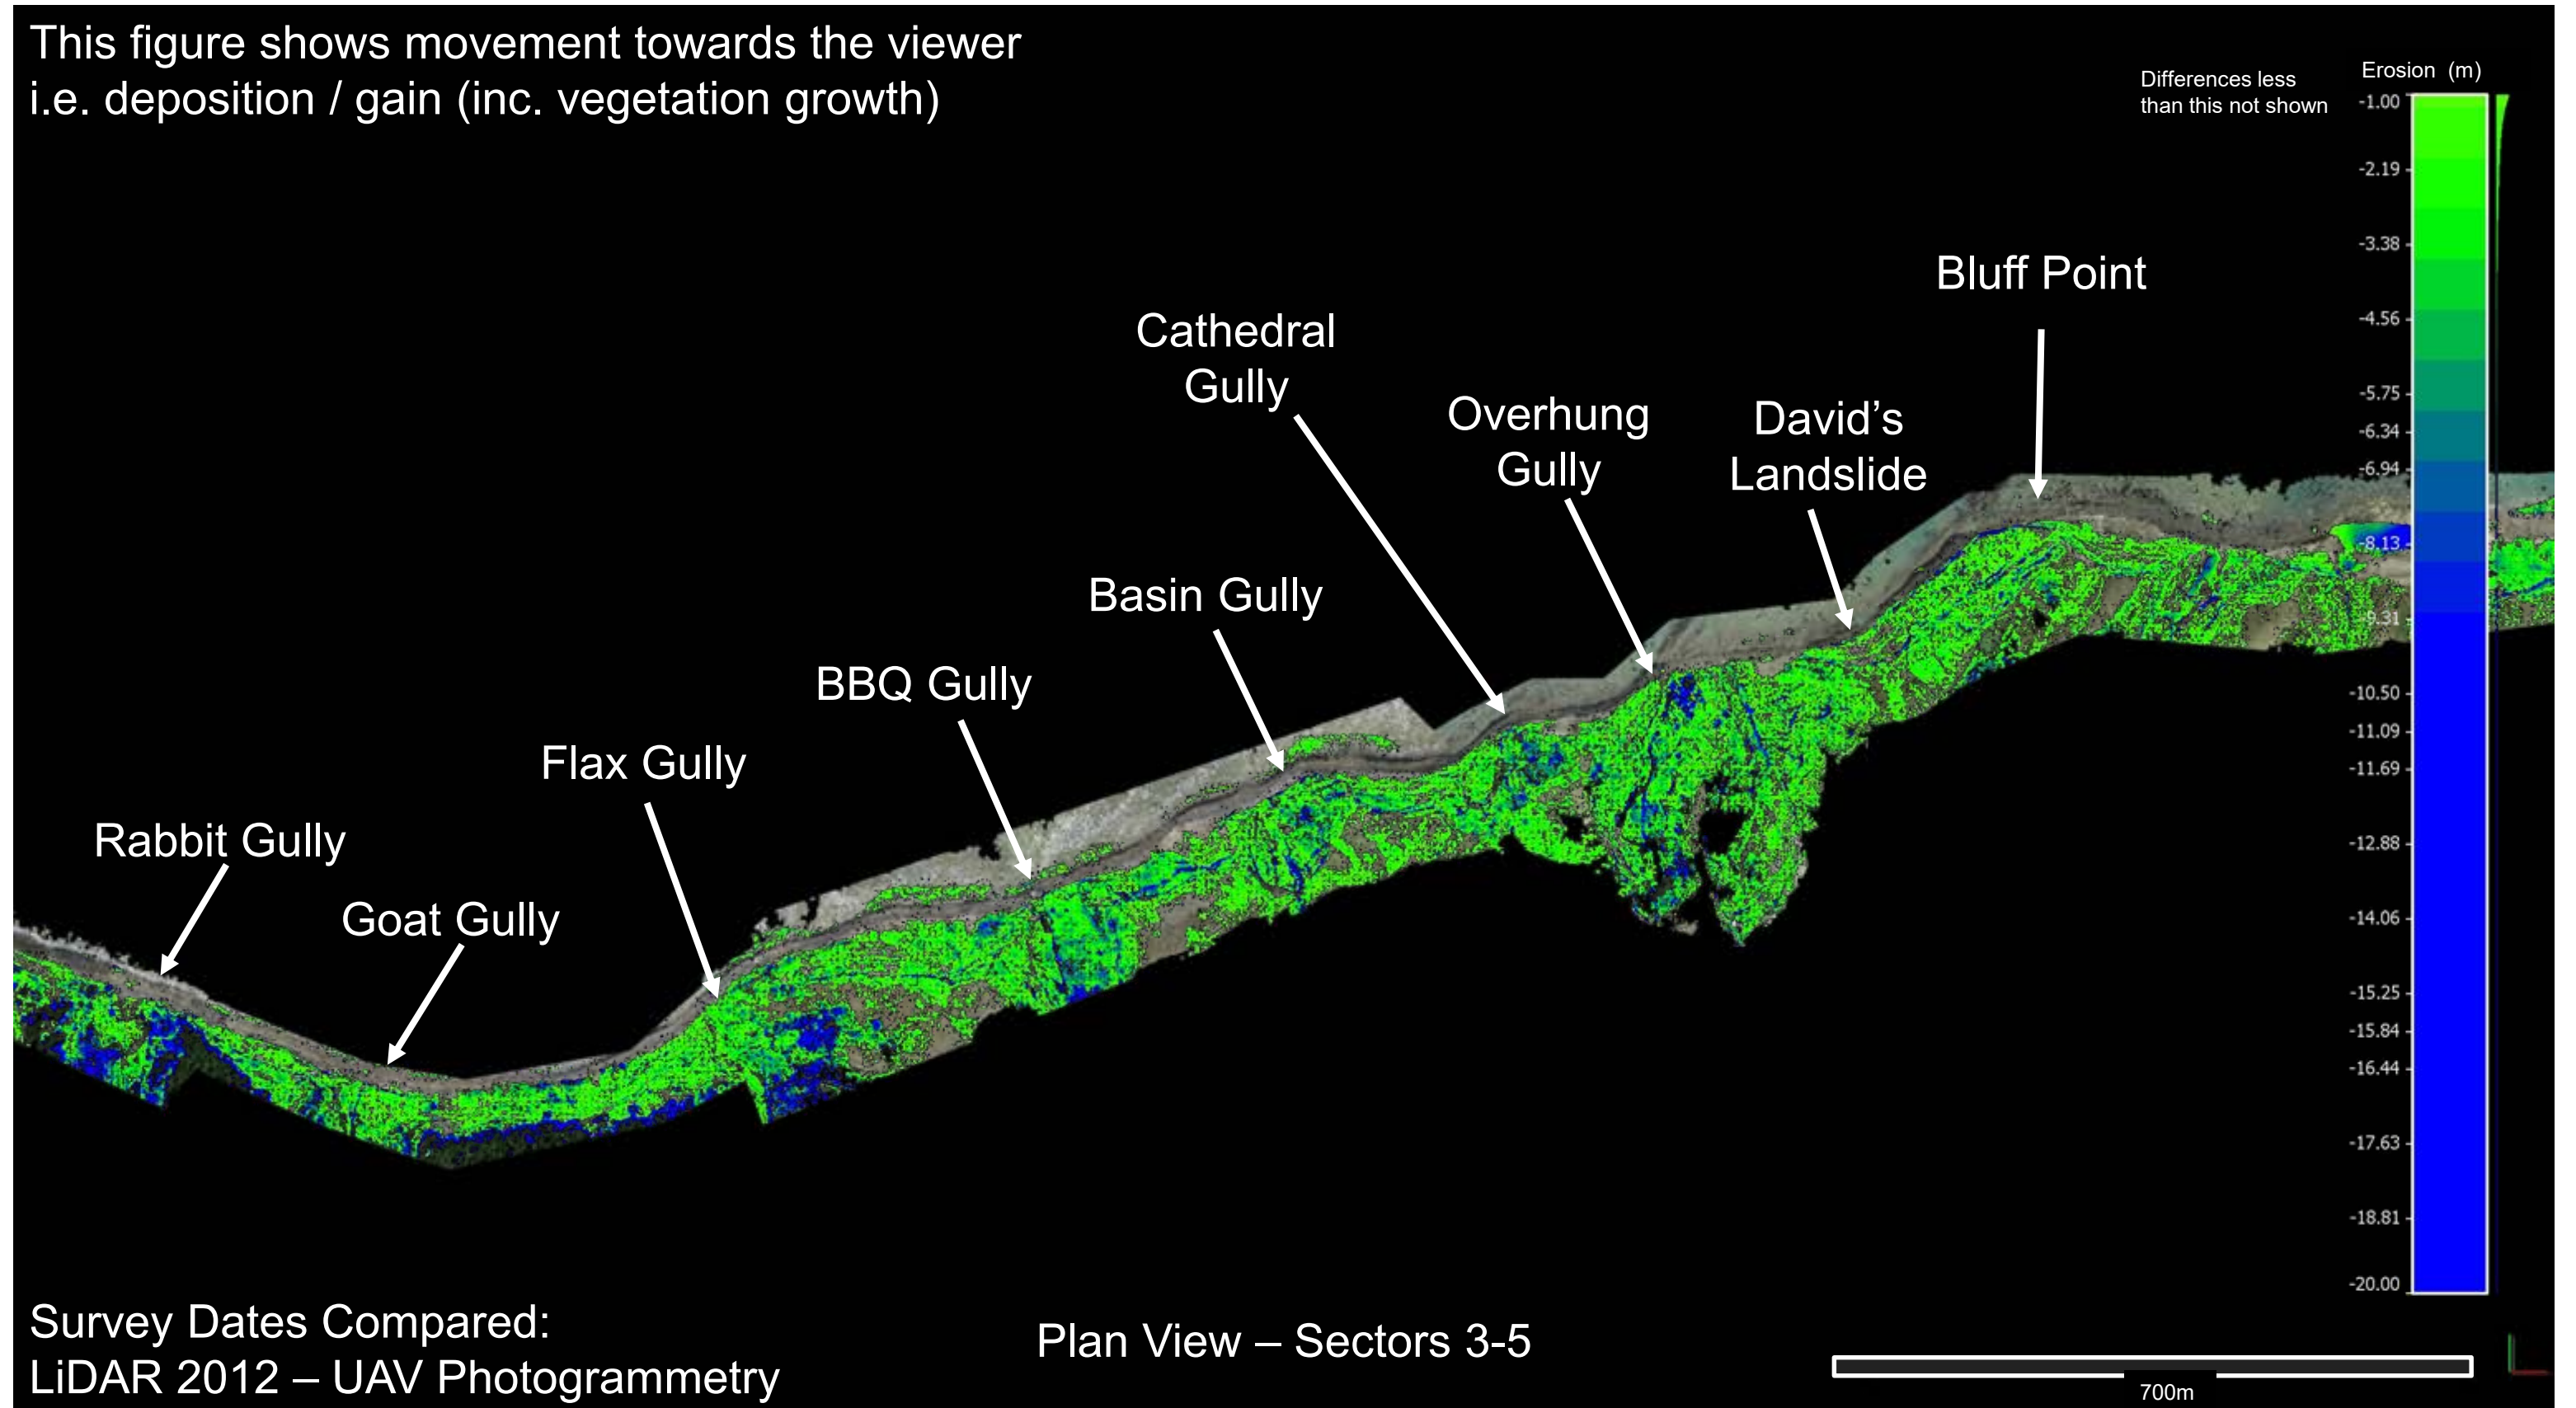 This figure shows movement towards the viewer
i.e. deposition / gain (inc. vegetation growth)
Differences less
than this not shown
Erosion (m)
-1.00
-2.19
-3.38
-4.56
-5.75
-6.34
-6.94
-8.13
-9.31
-10.50
-11.09
-11.69
-12.88
-14.06
-15.25
-15.84
-16.44
-17.63
-18.81
-20.00
Bluff Point
Cathedral
Gully
Overhung
Gully
David’s
Landslide
Basin Gully
BBQ Gully
Flax Gully
Rabbit Gully
Goat Gully
Survey Dates Compared:
LiDAR 2012 – UAV Photogrammetry
Plan View – Sectors 3-5
700m